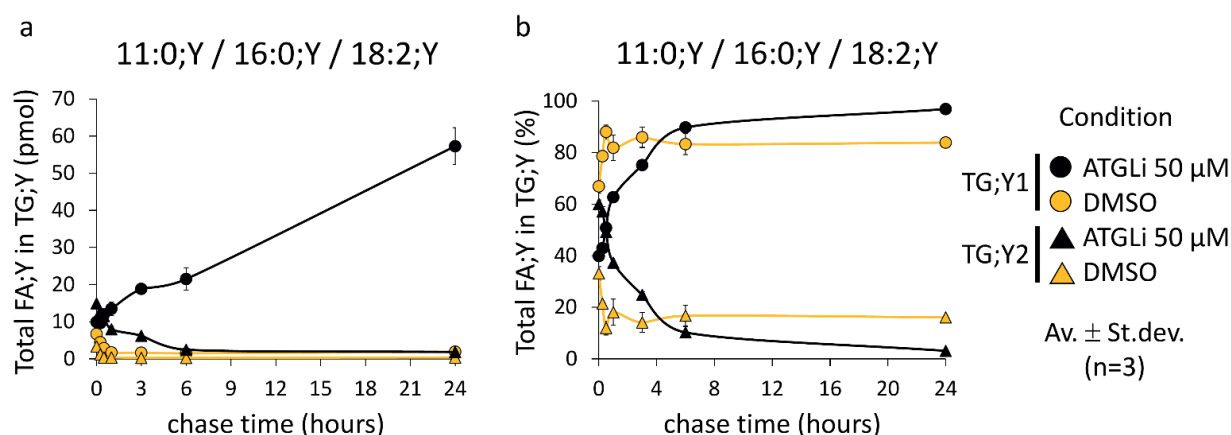 a
11:0;Y / 16:0;Y / 18:2;Y
Total FA;Y in TG;Y (pmol)
70
60
50
40
30
20
10
0
0 3 6 9 12 15 18 21 24
chase time (hours)
b
11:0;Y / 16:0;Y / 18:2;Y
Total FA;Y in TG;Y (%)
100
80
60
40
20
0
0 4 8 12 16 20 24
chase time (hours)
Condition
TG;Y1
ATGLi 50 µM
DMSO
TG;Y2
ATGLi 50 µM
DMSO
Av. ± St.dev.
(n=3)